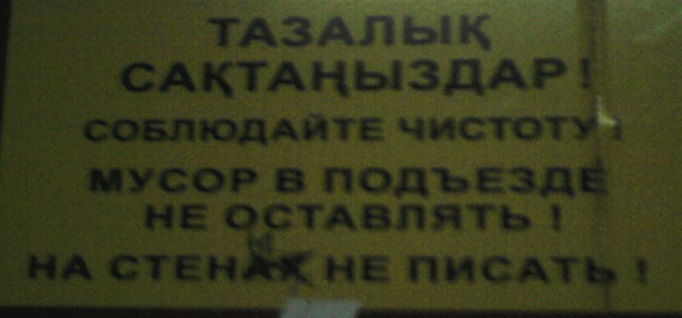 ТАЗАЛЫҚ
САҚТАҢЫЗДАР!
СОБЛЮДАЙТЕ ЧИСТОТУ!
МУСОР В ПОДЪЕЗДЕ
НЕ ОСТАВЛЯТЬ!
НА СТЕНАХ НЕ ПИСАТЬ!